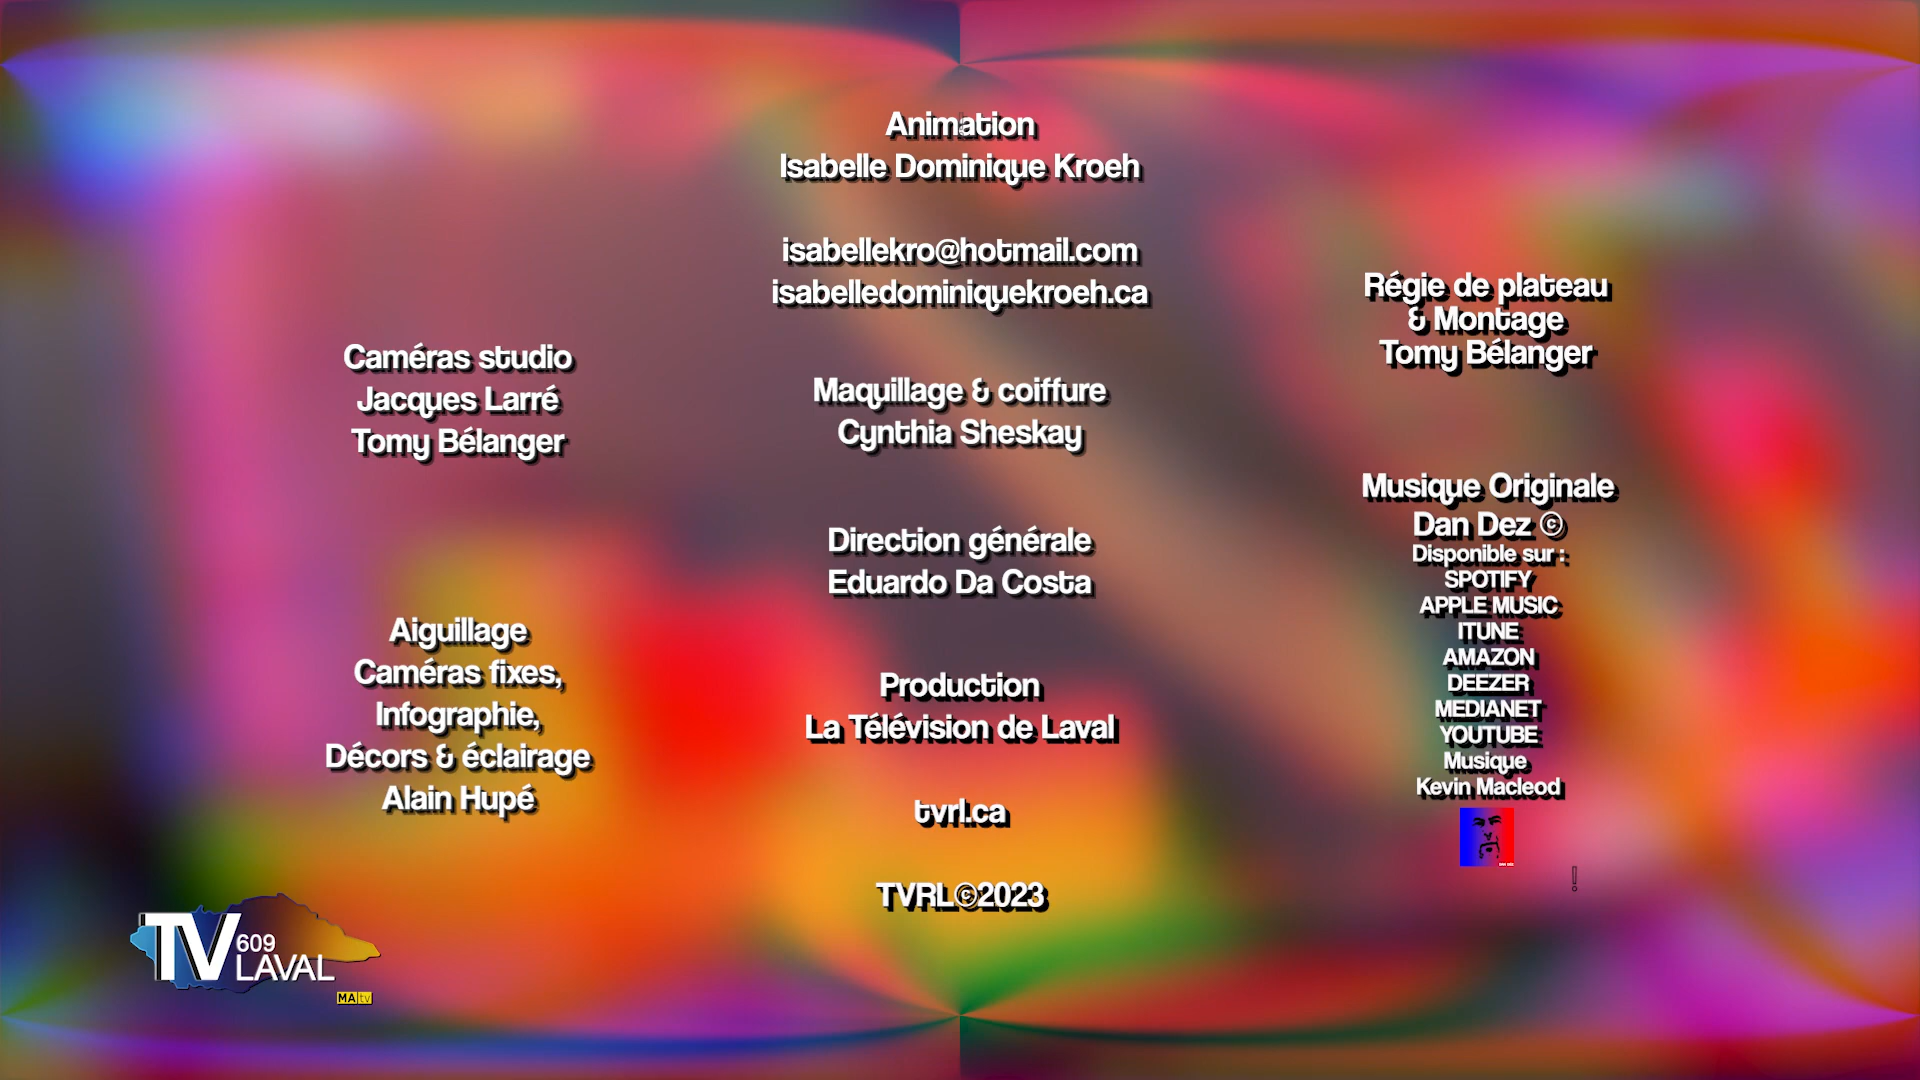 Animation
Isabelle Dominique Kroeh
isabellekro@hotmail.com
isabelledominiquekroeh.ca
Maquillage & coiffure
Cynthia Sheskay
Direction générale
Eduardo Da Costa
Production
La Télévision de Laval
tvrl.ca
TVRL©2023
Caméras studio
Jacques Larré
Tomy Bélanger
Aiguillage
Caméras fixes,
Infographie,
Décors & éclairage
Alain Hupé
Régie de plateau
& Montage
Tomy Bélanger
Musique Originale
Dan Dez ©
Disponible sur :
SPOTIFY
APPLE MUSIC
ITUNE
AMAZON
DEEZER
MEDIANET
YOUTUBE
Musique
Kevin Macleod
!
TV 609
LAVAL
MAtv